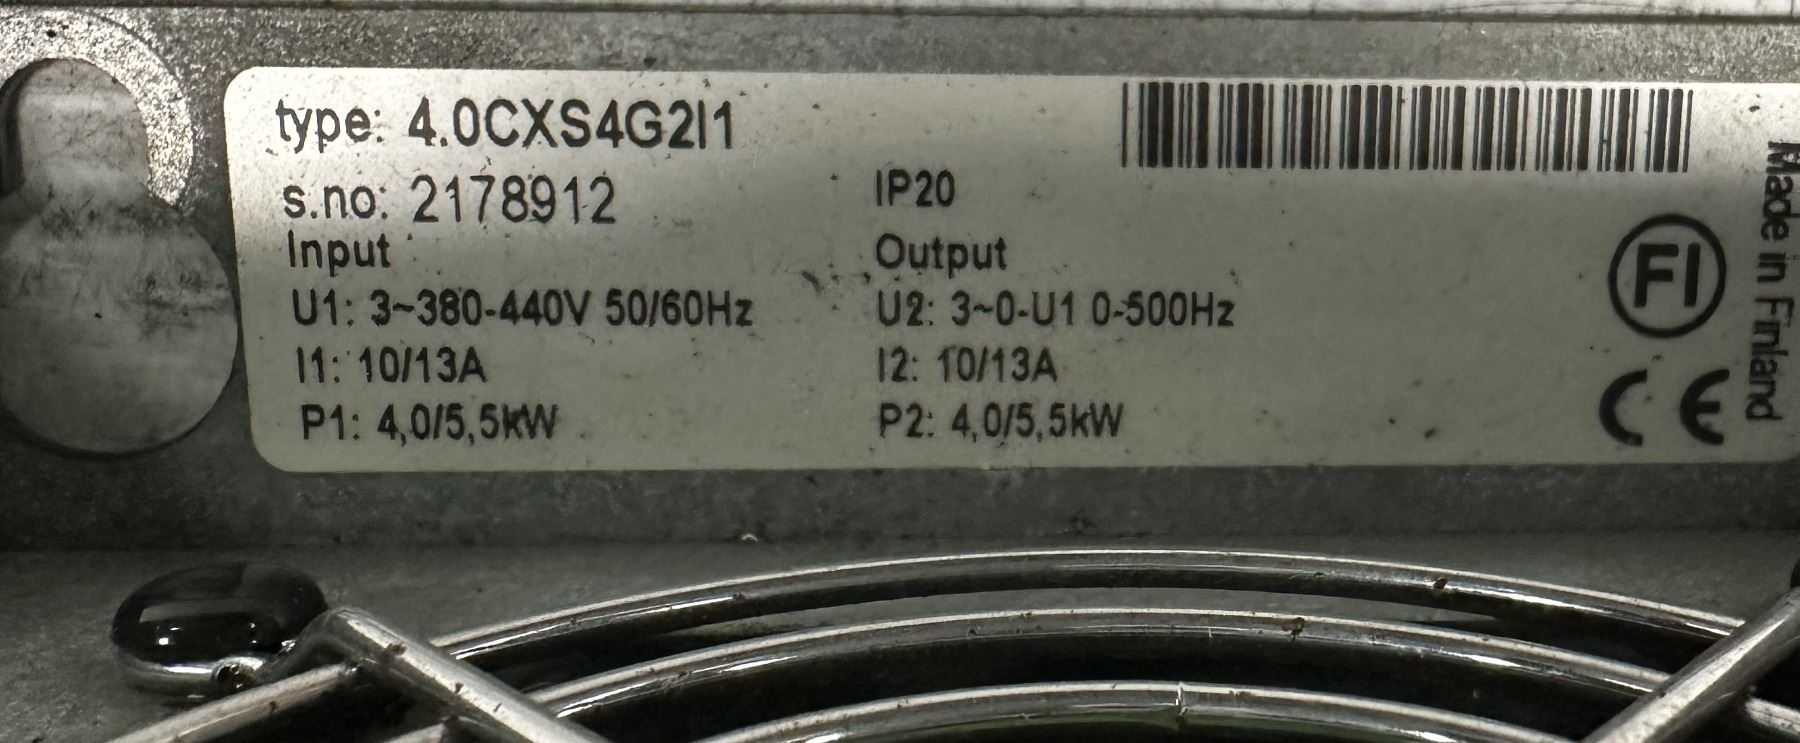 type: 4.0CXS4G2I1
s.no: 2178912
IP20
Input
Output
U1: 3~380-440V 50/60Hz
U2: 3~0-U1 0-500Hz
I1: 10/13A
I2: 10/13A
P1: 4,0/5,5kW
P2: 4,0/5,5kW
FI
CE
Made in Finland